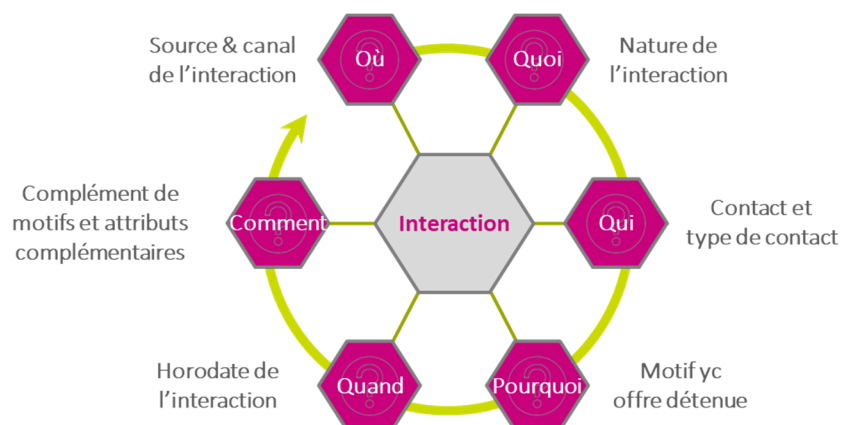 Source & canal
de l'interaction
Où
Quoi
Nature de
l'interaction
Complément de
motifs et attributs
complémentaires
Comment
Interaction
Qui
Contact et
type de contact
Horodate de
l'interaction
Quand
Pourquoi
Motif yc
offre détenue